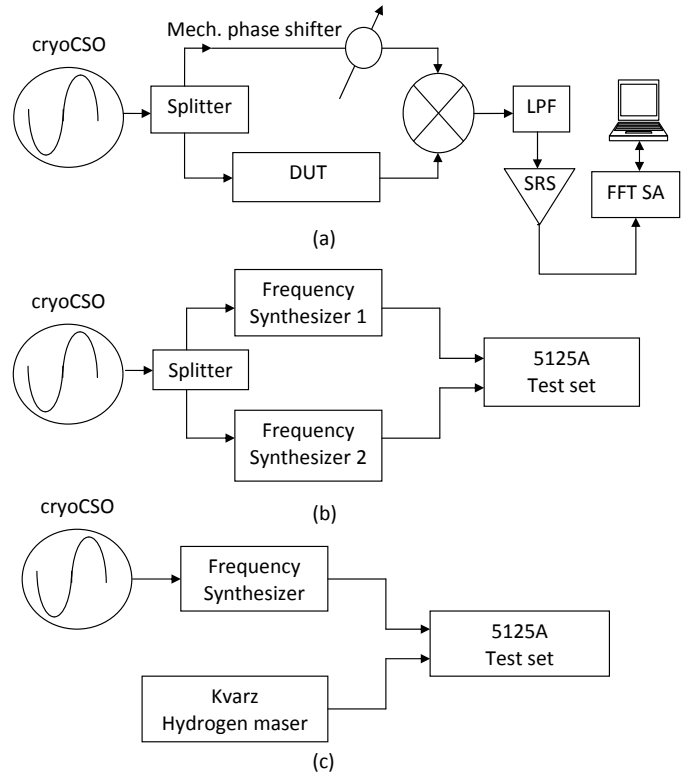 cryoCSO
Mech. phase shifter
Splitter
DUT
LPF
SRS
FFT SA
(a)
cryoCSO
Splitter
Frequency
Synthesizer 1
Frequency
Synthesizer 2
5125A
Test set
(b)
cryoCSO
Frequency
Synthesizer
5125A
Test set
Kvarz
Hydrogen maser
(c)